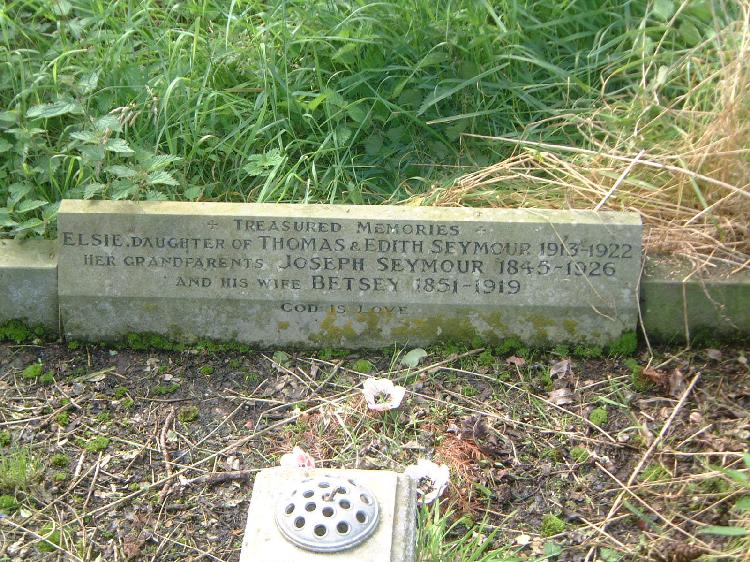 + TREASURED MEMORIES +
ELSIE, DAUGHTER OF THOMAS & EDITH SEYMOUR 1913-1922
HER GRANDPARENTS JOSEPH SEYMOUR 1845-1926
AND HIS WIFE BETSEY 1851-1919
GOD IS LOVE